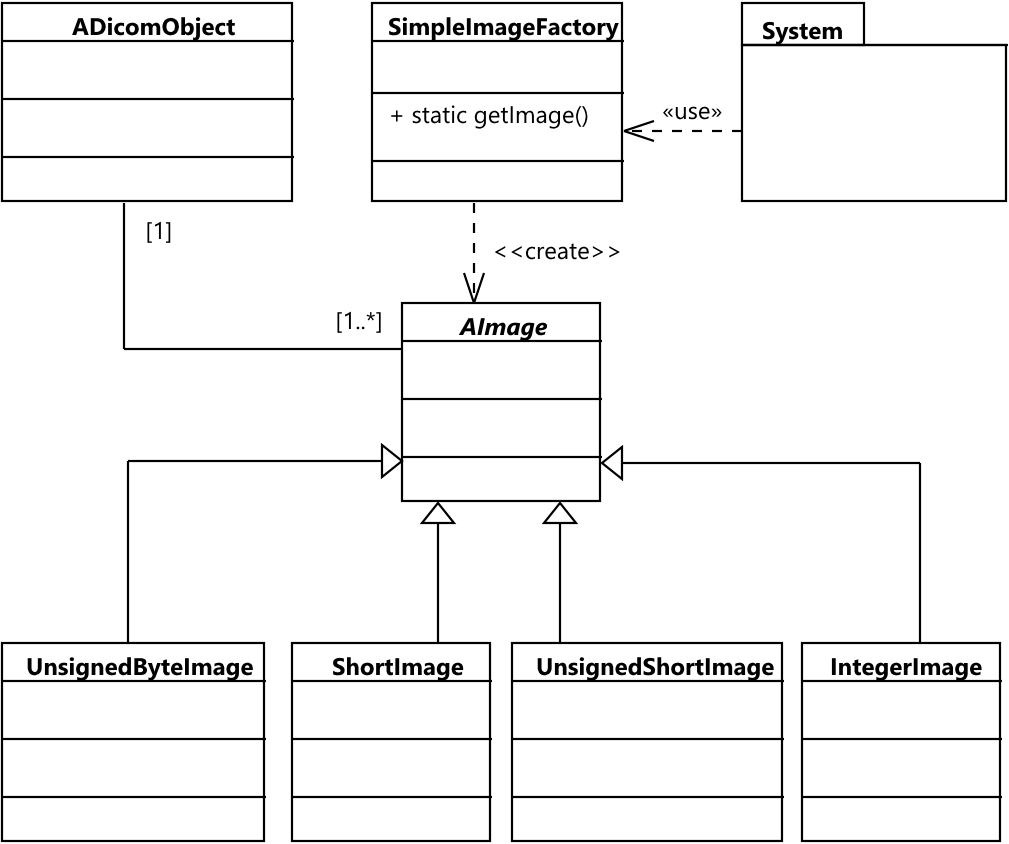 ADicomObject
SimpleImageFactory
System
+ static getImage()
«use»
[1]
<<create>>
[1..*]
AImage
UnsignedByteImage
ShortImage
UnsignedShortImage
IntegerImage